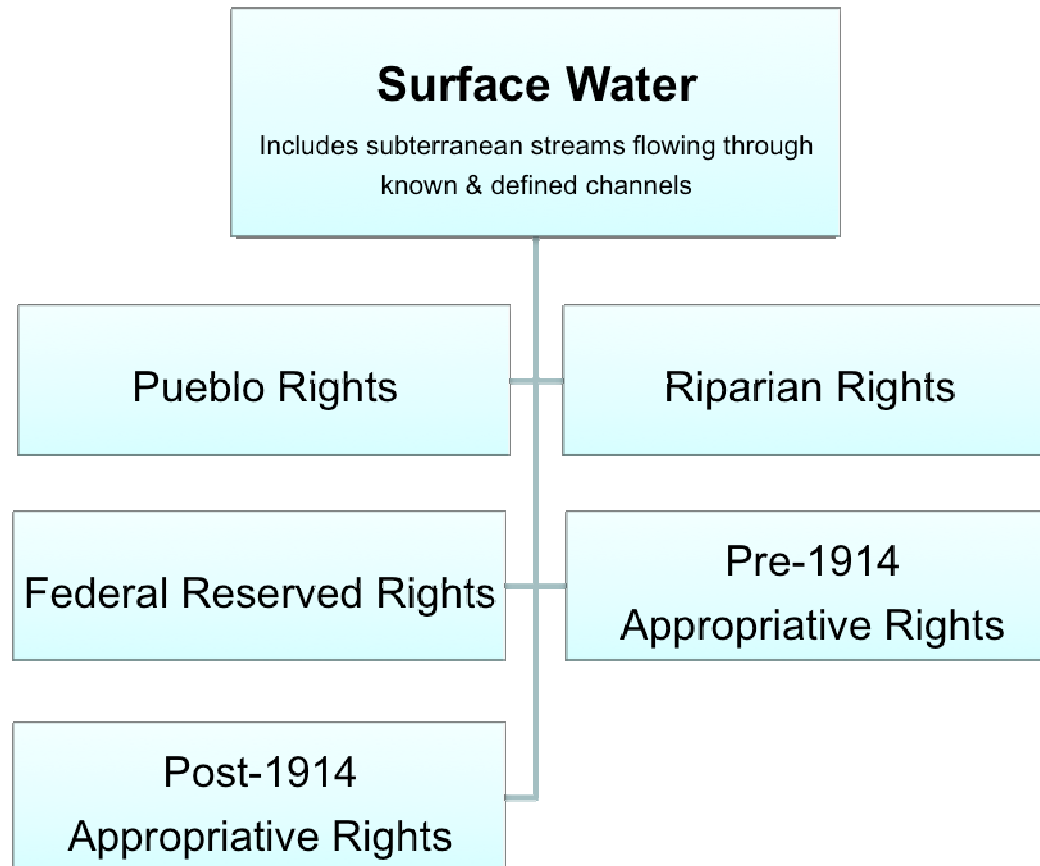 Surface Water
Includes subterranean streams flowing through
known & defined channels
Pueblo Rights
Riparian Rights
Federal Reserved Rights
Pre-1914
Appropriative Rights
Post-1914
Appropriative Rights